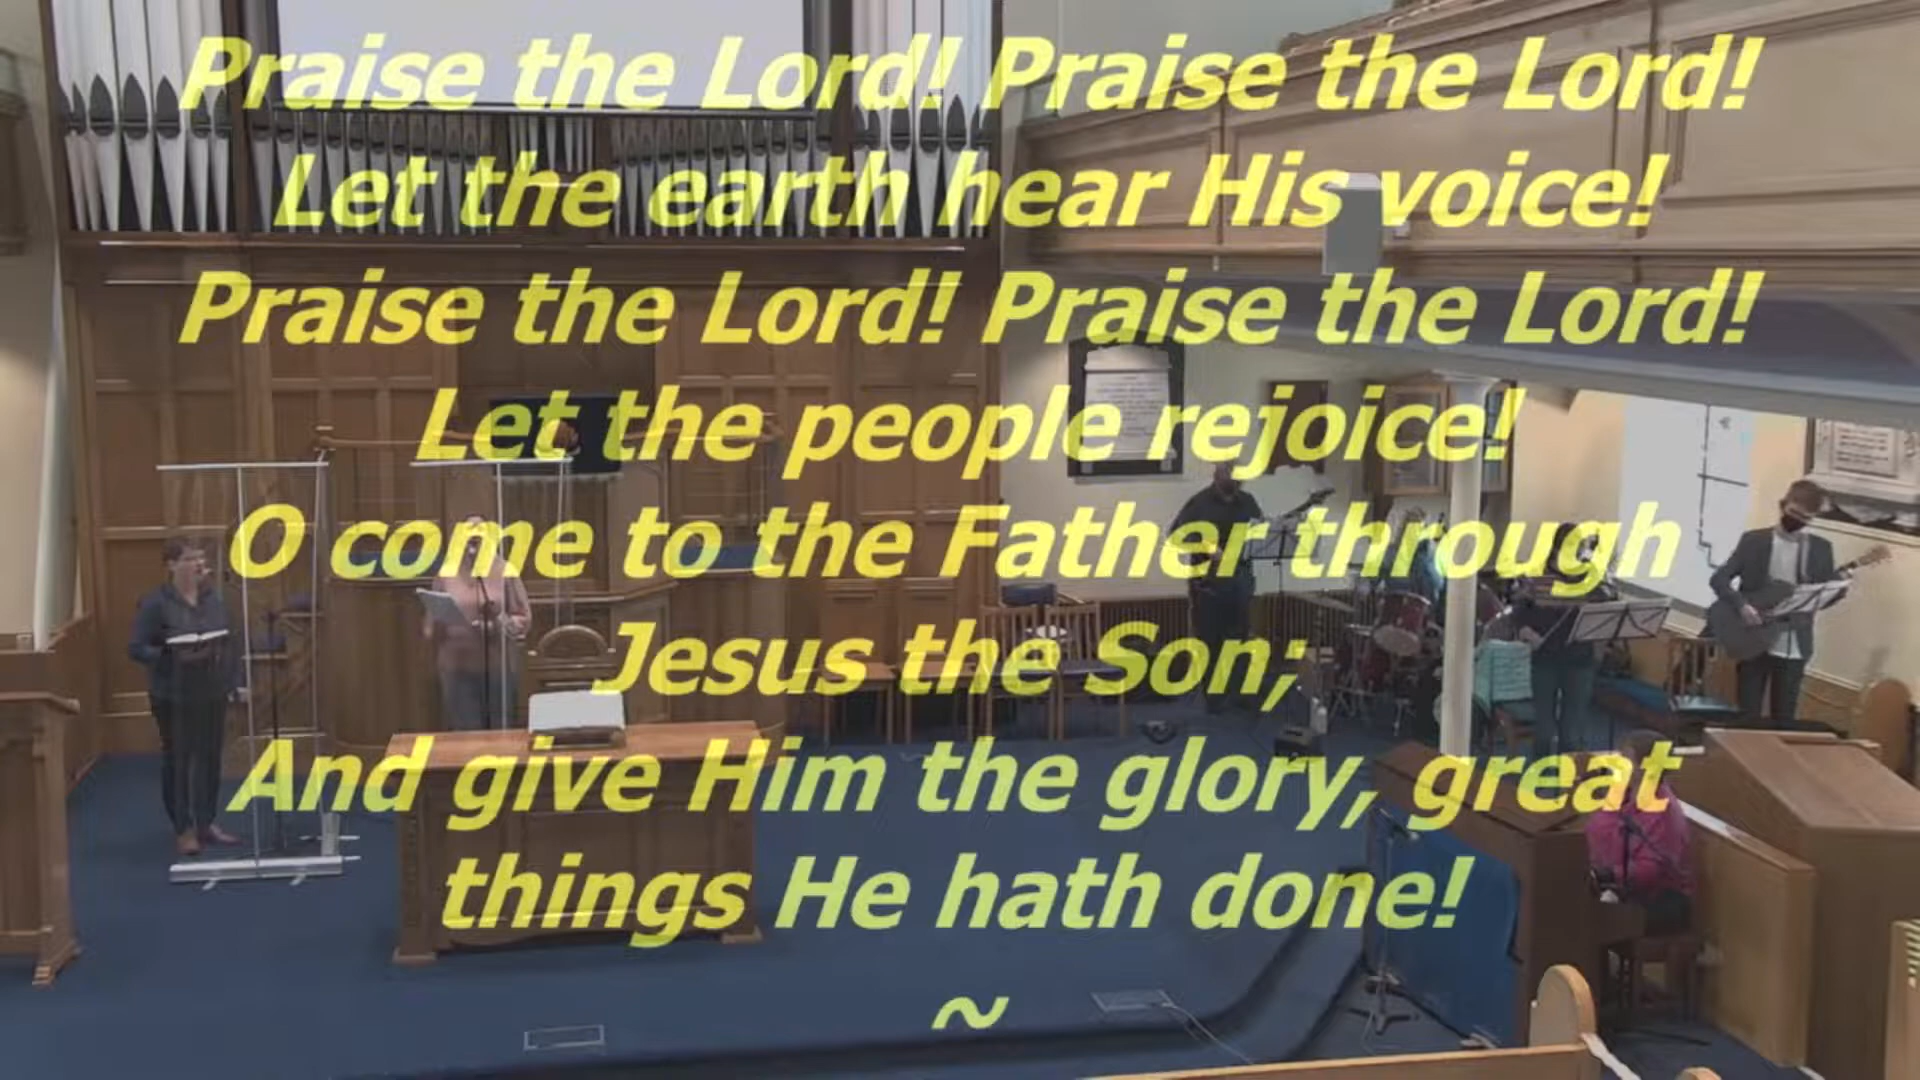 Praise the Lord! Praise the Lord!
Let the earth hear His voice!
Praise the Lord! Praise the Lord!
Let the people rejoice!
O come to the Father through
Jesus the Son;
And give Him the glory, great
things He hath done!
~